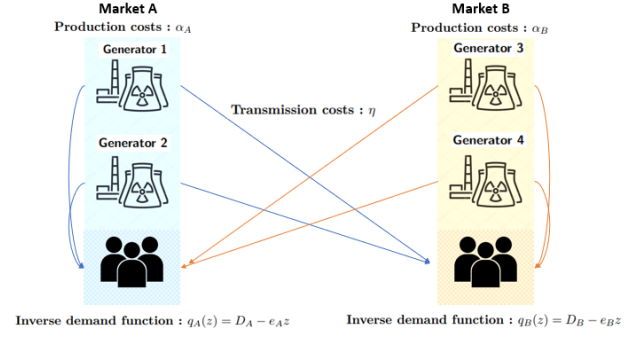 Market A
Production costs : α_A
Generator 1
Generator 2
Inverse demand function : q_A(z) = D_A − e_A z
Transmission costs : η
Market B
Production costs : α_B
Generator 3
Generator 4
Inverse demand function : q_B(z) = D_B − e_B z